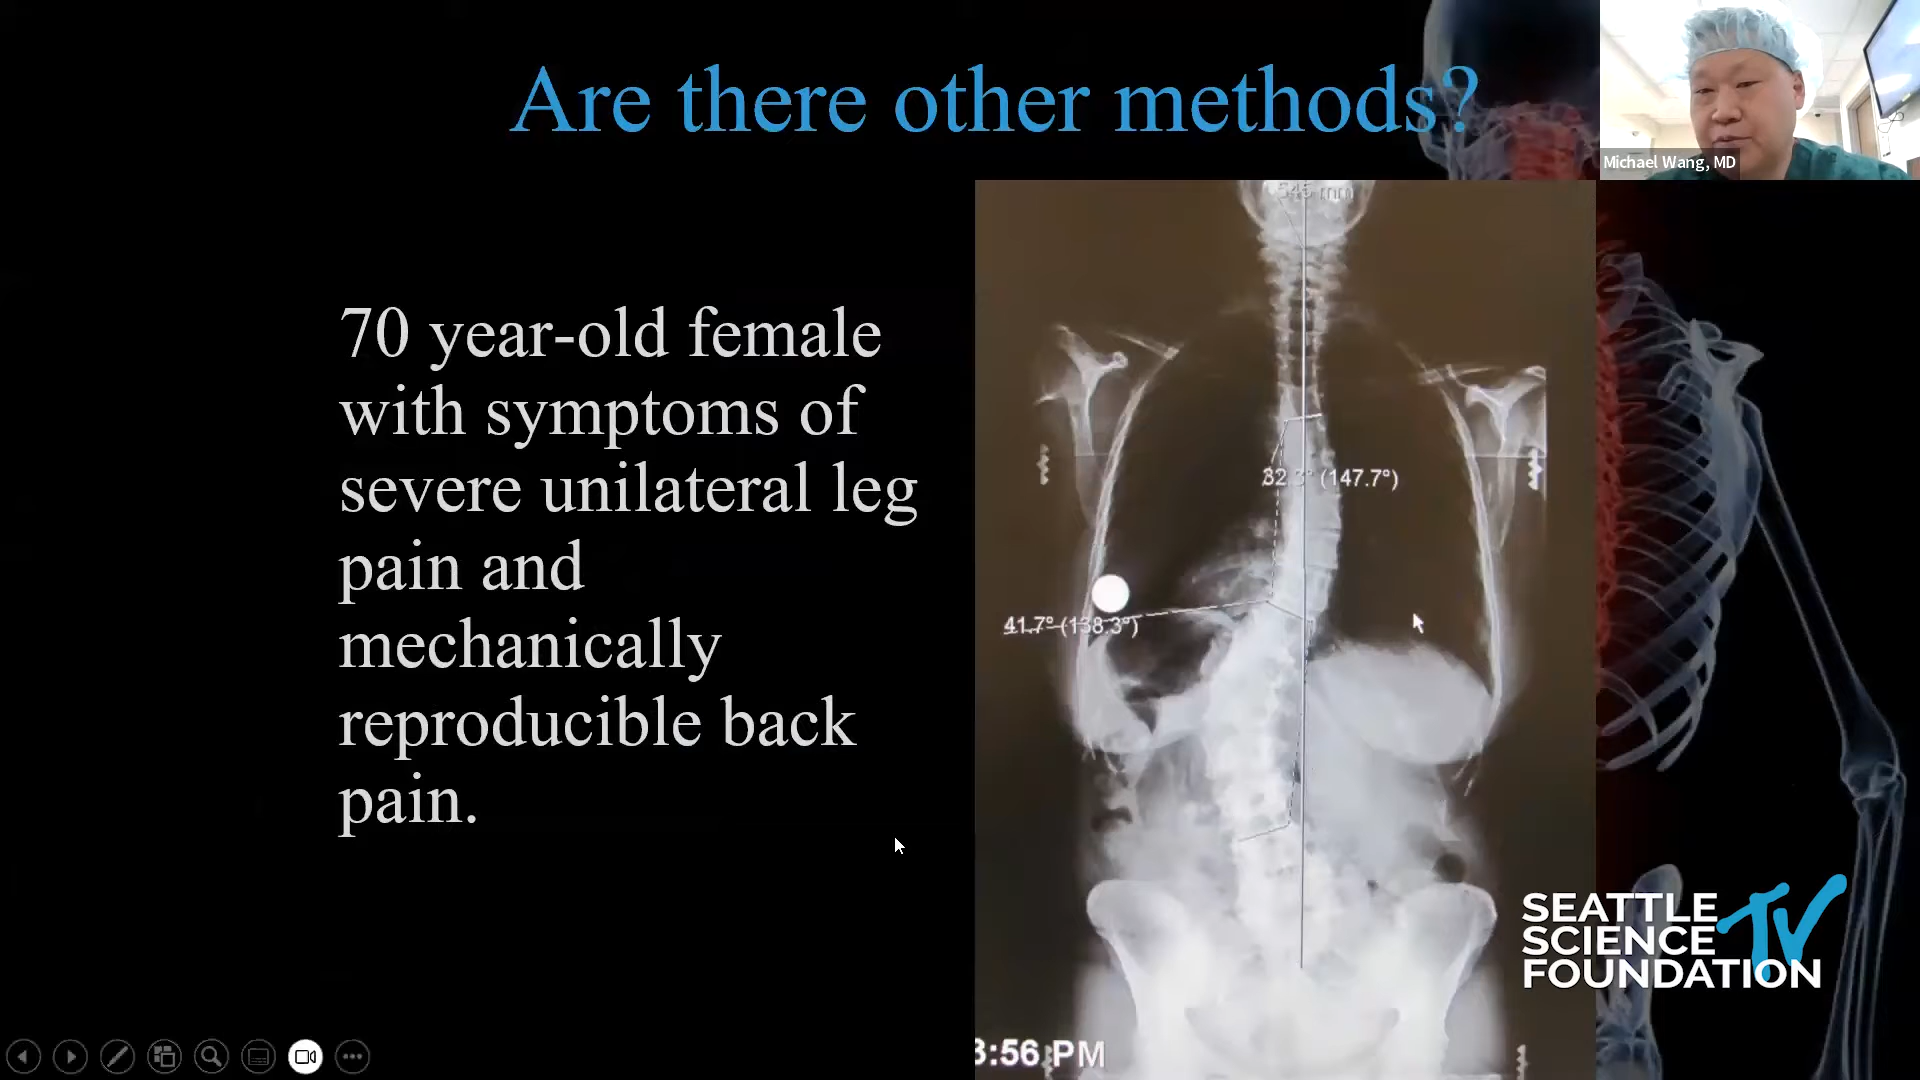 Are there other methods?
Michael Wang, MD
545 mm
70 year-old female
with symptoms of
severe unilateral leg
pain and
mechanically
reproducible back
pain.
32.3° (147.7°)
41.7° (138.3°)
SEATTLE
SCIENCE TV
FOUNDATION
3:56 PM